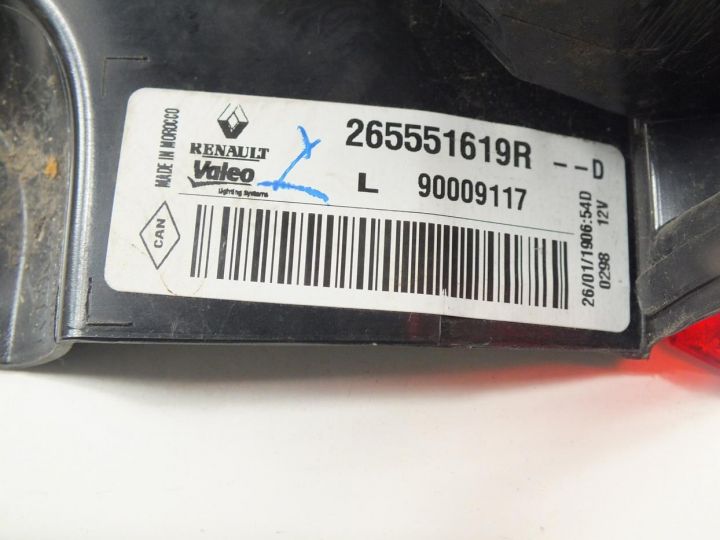 MADE IN MOROCCO
RENAULT
Valeo
Lighting Systems
265551619R --D
L 90009117
CAN
26/01/1906:54D
0298 12V